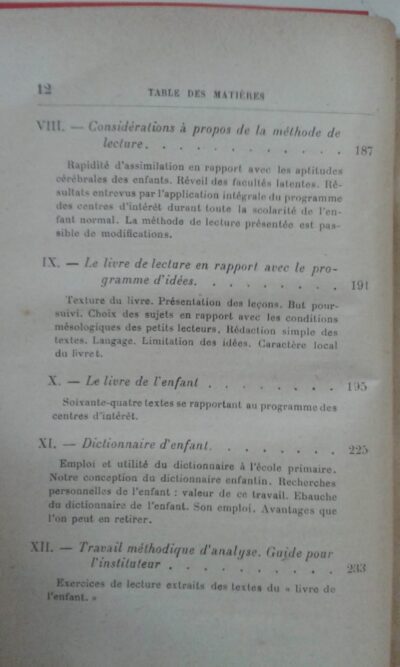 12 TABLE DES MATIÈRES
VIII. — Considérations à propos de la méthode de
lecture. . . . . . . . . . 187
Rapidité d'assimilation en rapport avec les aptitudes
cérébrales des enfants. Réveil des facultés latentes. Ré-
sultats entrevus par l'application intégrale du programme
des centres d'intérêt durant toute la scolarité de l'en-
fant normal. La méthode de lecture présentée est pas-
sible de modifications.
IX. — Le livre de lecture en rapport avec le pro-
gramme d'idées. . . . . . . . 191
Texture du livre. Présentation des leçons. But pour-
suivi. Choix des sujets en rapport avec les conditions
mésologiques des petits lecteurs. Rédaction simple des
textes. Langage. Limitation des idées. Caractère local
du livret.
X. — Le livre de l'enfant . . . . . . . . 195
Soixante-quatre textes se rapportant au programme des
centres d'intérêt.
XI. — Dictionnaire d'enfant. . . . . . . . 225
Emploi et utilité du dictionnaire à l'école primaire.
Notre conception du dictionnaire enfantin. Recherches
personnelles de l'enfant : valeur de ce travail. Ebauche
du dictionnaire de l'enfant. Son emploi. Avantages que
l'on peut en retirer.
XII. — Travail méthodique d'analyse. Guide pour
l'instituteur . . . . . . . . . 233
Exercices de lecture extraits des textes du « livre de
l'enfant. »